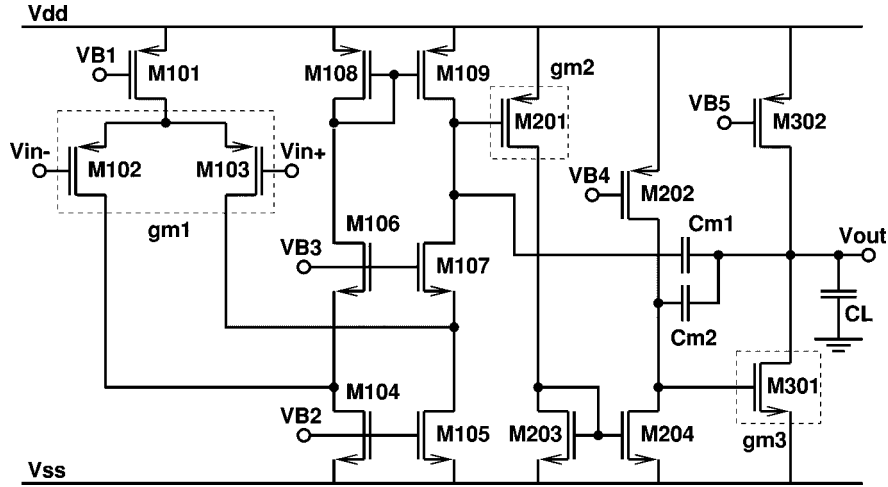 Vdd
VB1
M101
M108
M109
gm2
M201
VB5
M302
Vin-
M102
M103
Vin+
gm1
VB4
M202
M106
Cm1
Vout
VB3
M107
Cm2
CL
M104
M301
VB2
M105
M203
M204
gm3
Vss